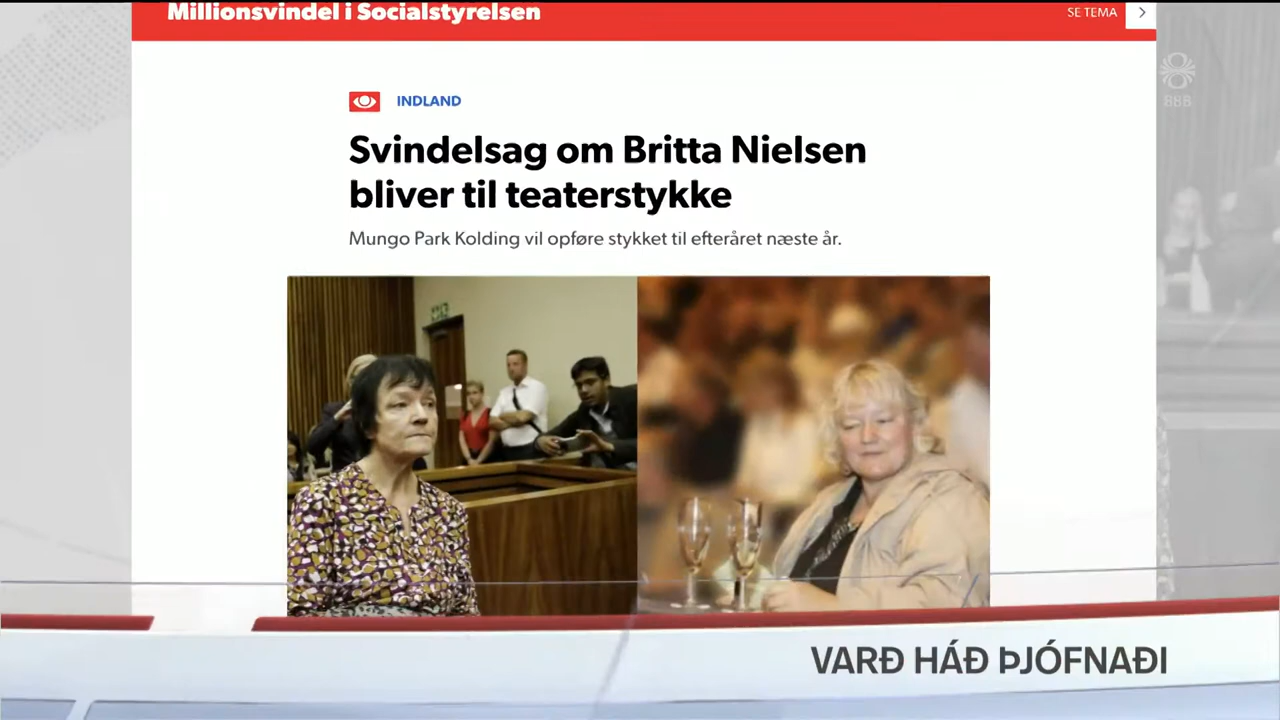 Millionsvindel i Socialstyrelsen
SE TEMA
888
INDLAND
Svindelsag om Britta Nielsen
bliver til teaterstykke
Mungo Park Kolding vil opføre stykket til efteråret næste år.
VARÐ HÁÐ ÞJÓFNAÐI